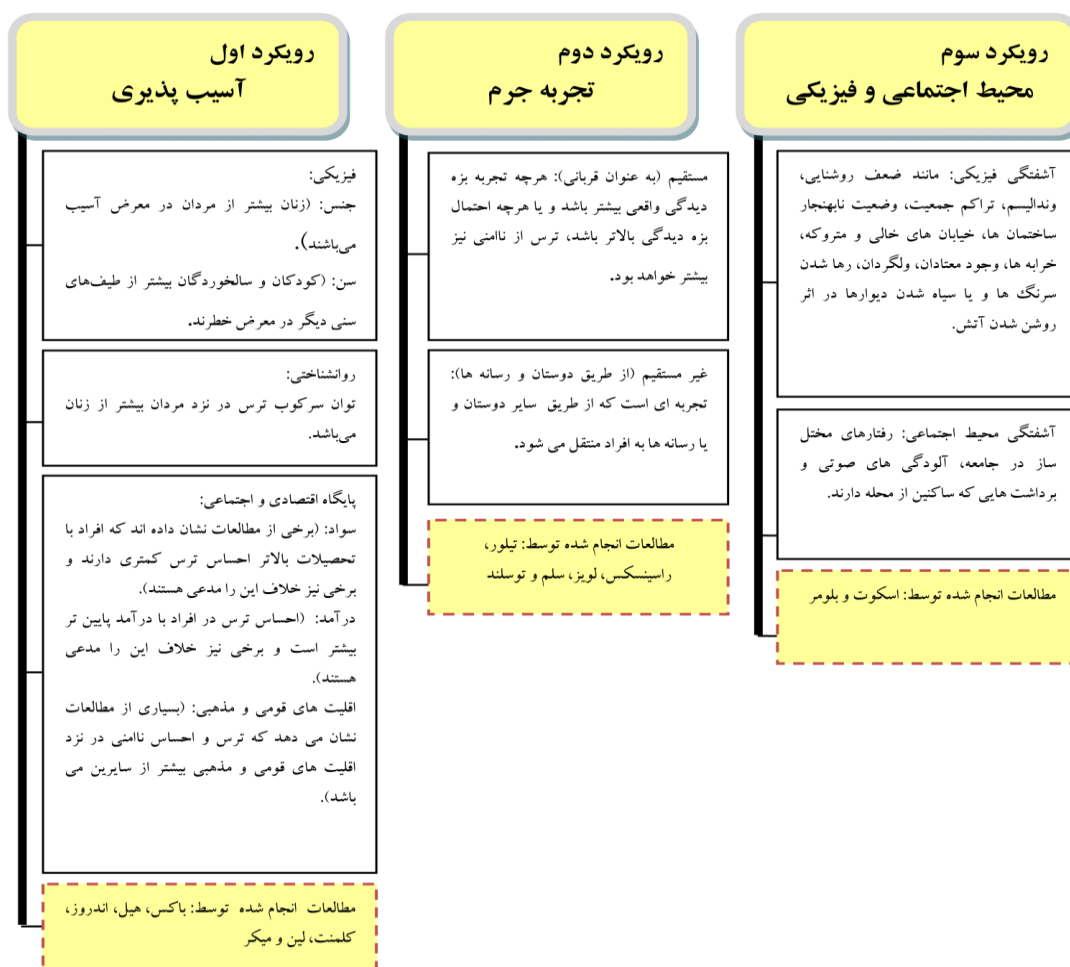 رویکرد اول
آسیب پذیری
فیزیکی:
جنس: (زنان بیشتر از مردان در معرض آسیب
می‌باشند).
سن: (کودکان و سالخوردگان بیشتر از طیف‌های
سنی دیگر در معرض خطرند.
روانشناختی:
توان سرکوب ترس در نزد مردان بیشتر از زنان
می‌باشد.
پایگاه اقتصادی و اجتماعی:
سواد: (برخی از مطالعات نشان داده اند که افراد با
تحصیلات بالاتر احساس ترس کمتری دارند و
برخی نیز خلاف این را مدعی هستند).
درآمد: (احساس ترس در افراد با درآمد پایین تر
بیشتر است و برخی نیز خلاف این را مدعی
هستند).
اقلیت های قومی و مذهبی: (بسیاری از مطالعات
نشان می دهد که ترس و احساس ناامنی در نزد
اقلیت های قومی و مذهبی بیشتر از سایرین می
باشد).
مطالعات انجام شده توسط: باکس، هیل، اندروز،
کلمنت، لین و میکر
رویکرد دوم
تجربه جرم
مستقیم (به عنوان قربانی): هرچه تجربه بزه
دیدگی واقعی بیشتر باشد و یا هرچه احتمال
بزه دیدگی بالاتر باشد، ترس از ناامنی نیز
بیشتر خواهد بود.
غیر مستقیم (از طریق دوستان و رسانه ها):
تجربه ای است که از طریق سایر دوستان و
یا رسانه ها به افراد منتقل می شود.
مطالعات انجام شده توسط: تیلور،
راسینسکس، لویز، سلم و توسلند
رویکرد سوم
محیط اجتماعی و فیزیکی
آشفتگی فیزیکی: مانند ضعف روشنایی،
وندالیسم، تراکم جمعیت، وضعیت نابهنجار
ساختمان ها، خیابان های خالی و متروکه،
خرابه ها، وجود معتادان، ولگردان، رها شدن
سرنگ ها و یا سیاه شدن دیوارها در اثر
روشن شدن آتش.
آشفتگی محیط اجتماعی: رفتارهای مختل
ساز در جامعه، آلودگی های صوتی و
برداشت هایی که ساکنین از محله دارند.
مطالعات انجام شده توسط: اسکوت و بلومر